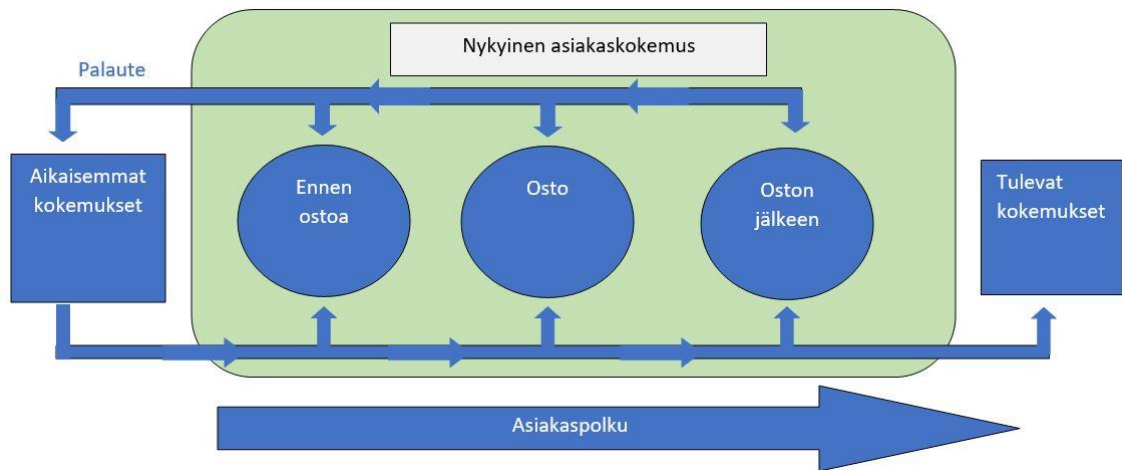 Nykyinen asiakaskokemus
Palaute
Aikaisemmat
kokemukset
Ennen
ostoa
Osto
Oston
jälkeen
Tulevat
kokemukset
Asiakaspolku